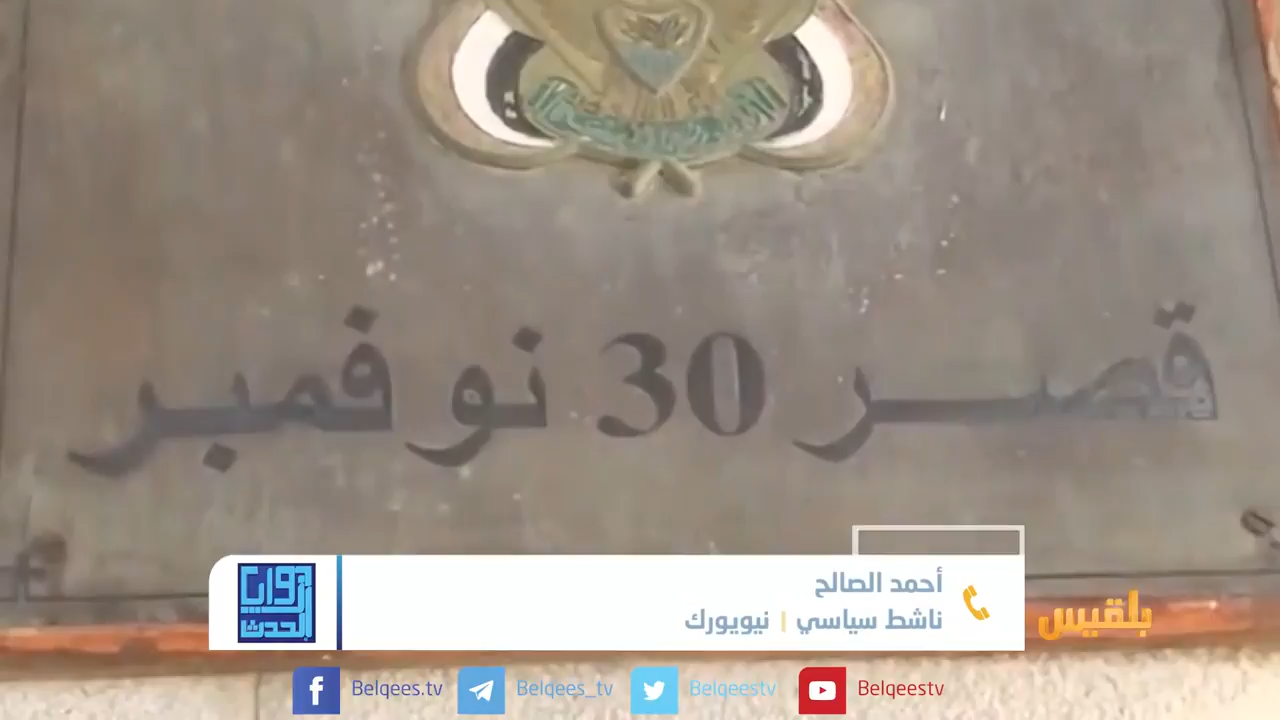 قصر 30 نوفمبر
أحمد الصالح
ناشط سياسي | نيويورك
بلقيس
زوايا الحدث
Belqees.tv
Belqees_tv
Belqeestv
Belqeestv